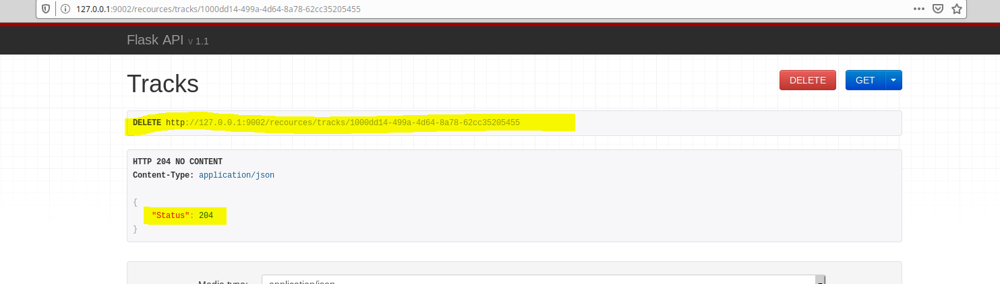 127.0.0.1:9002/recources/tracks/1000dd14-499a-4d64-8a78-62cc35205455
Flask API v 1.1
Tracks
DELETE GET
DELETE http://127.0.0.1:9002/recources/tracks/1000dd14-499a-4d64-8a78-62cc35205455
HTTP 204 NO CONTENT
Content-Type: application/json
{
"Status": 204
}
Media type: application/json